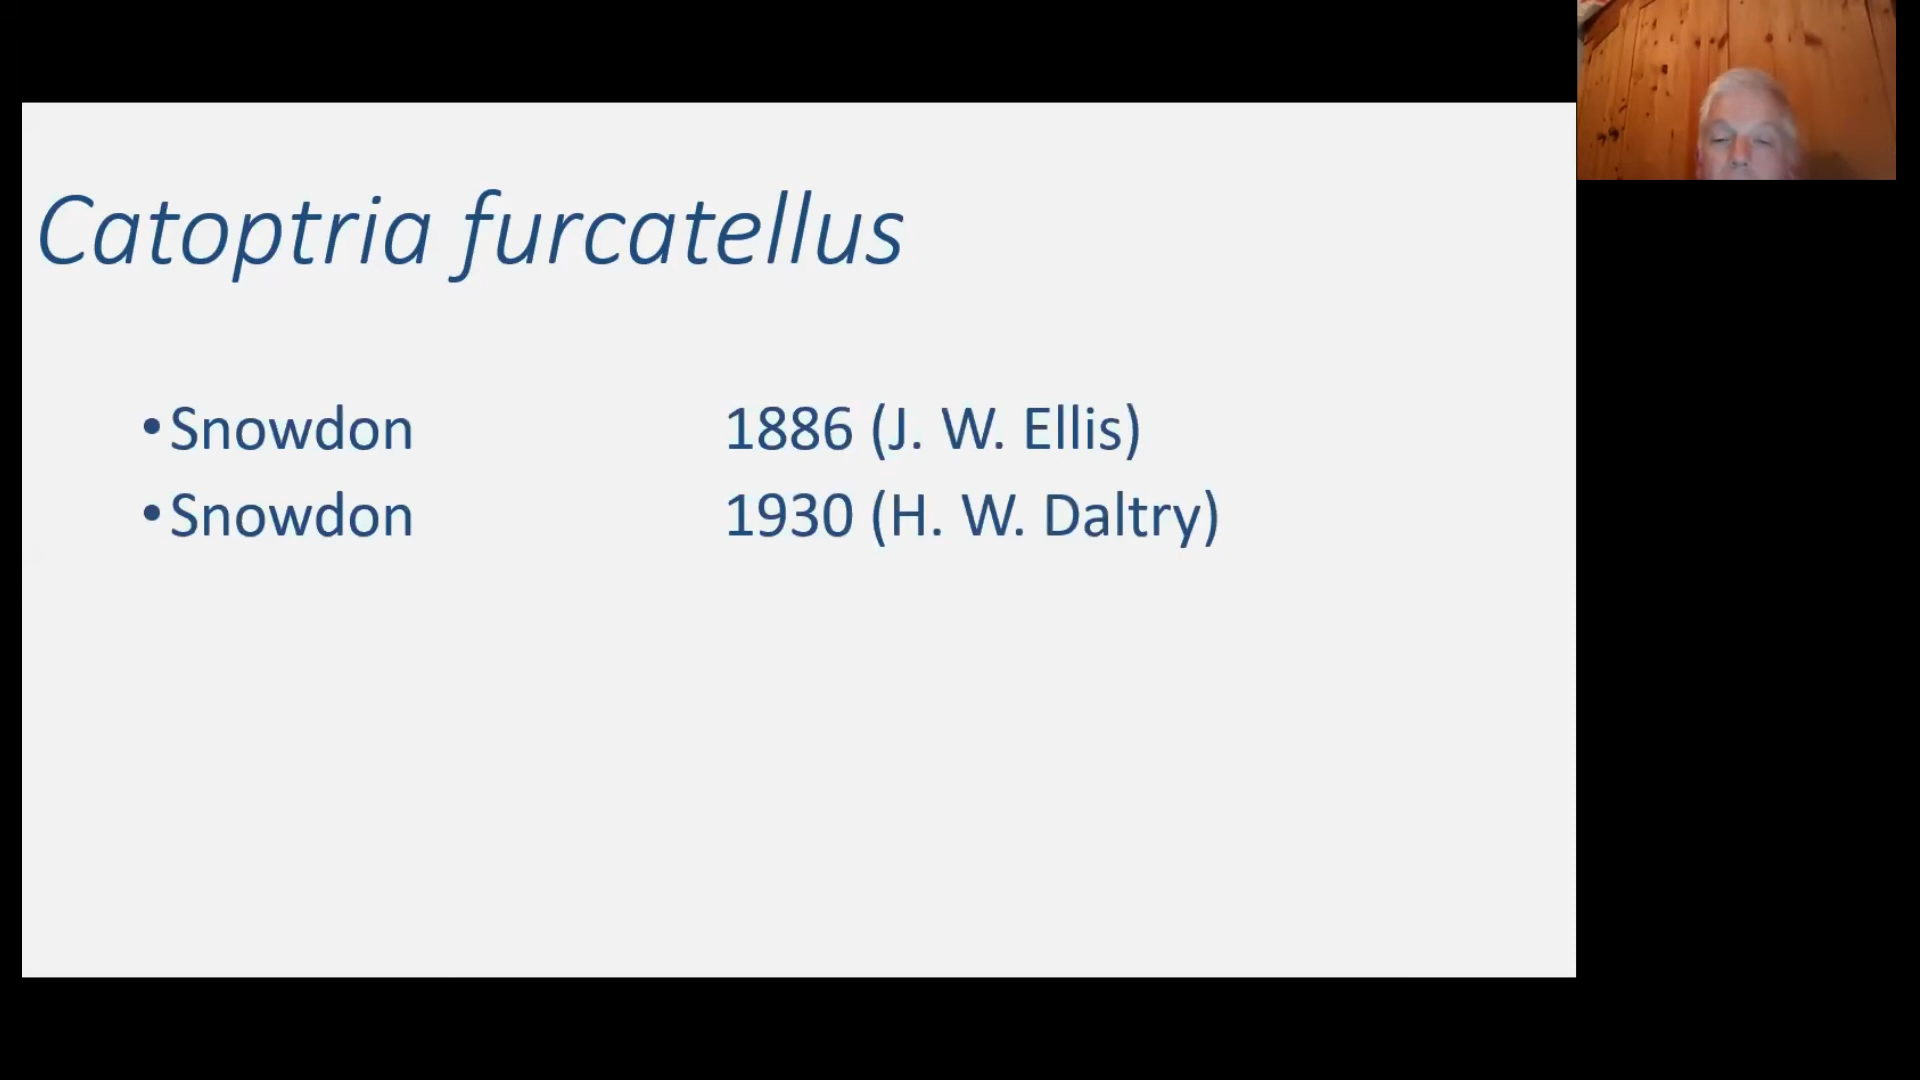 Catoptria furcatellus
•Snowdon 1886 (J. W. Ellis)
•Snowdon 1930 (H. W. Daltry)